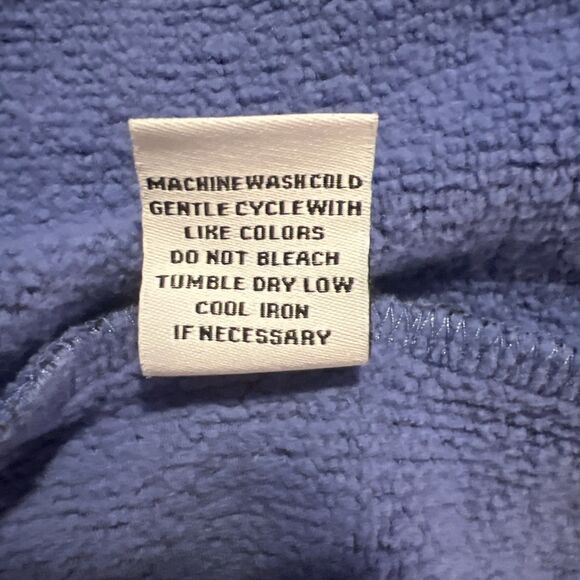 MACHINE WASH COLD
GENTLE CYCLE WITH
LIKE COLORS
DO NOT BLEACH
TUMBLE DRY LOW
COOL IRON
IF NECESSARY